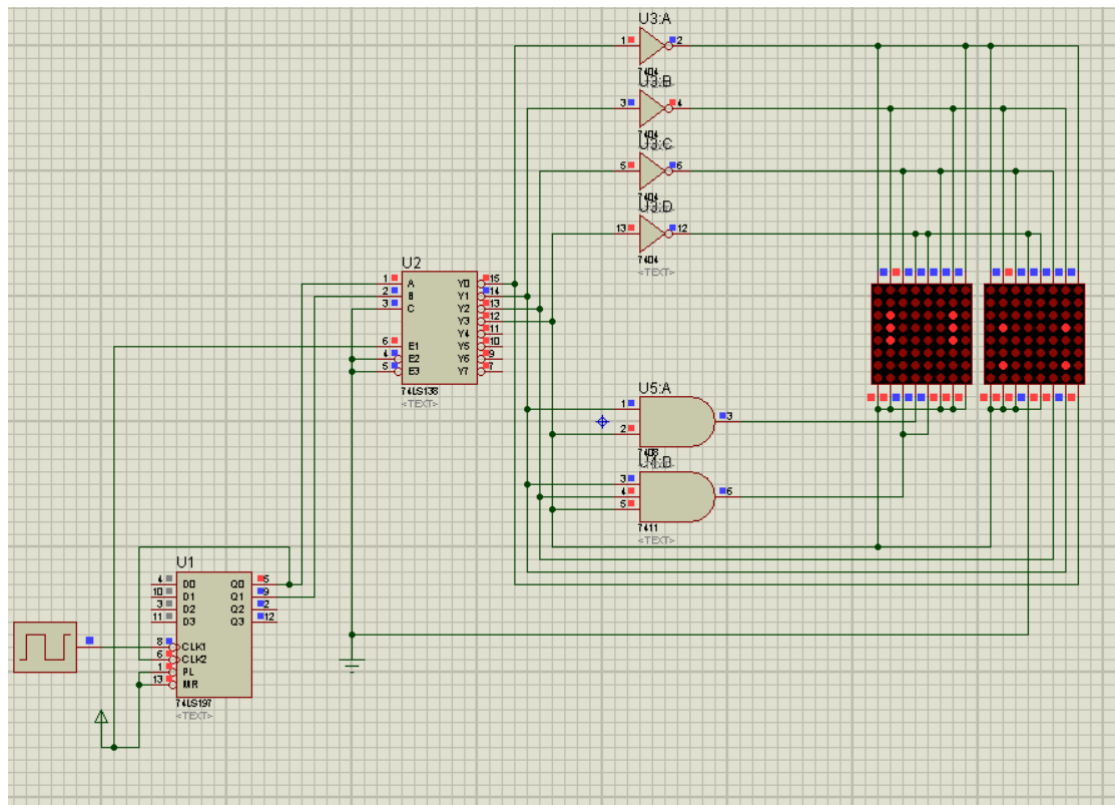 U3:A
1 2
7404
U3:B
3 4
7404
U3:C
5 6
7404
U3:D
13 12
7404
<TEXT>
U2
1 A Y0 15
2 B Y1 14
3 C Y2 13
Y3 12
Y4 11
6 E1 Y5 10
4 E2 Y6 9
5 E3 Y7 7
74LS138
<TEXT>
U5:A
1 3
2
7408
U4:B
3
4 6
5
7411
<TEXT>
U1
4 D0 Q0 5
10 D1 Q1 9
3 D2 Q2 2
11 D3 Q3 12
8 CLK1
6 CLK2
1 PL
13 MR
74LS197
<TEXT>